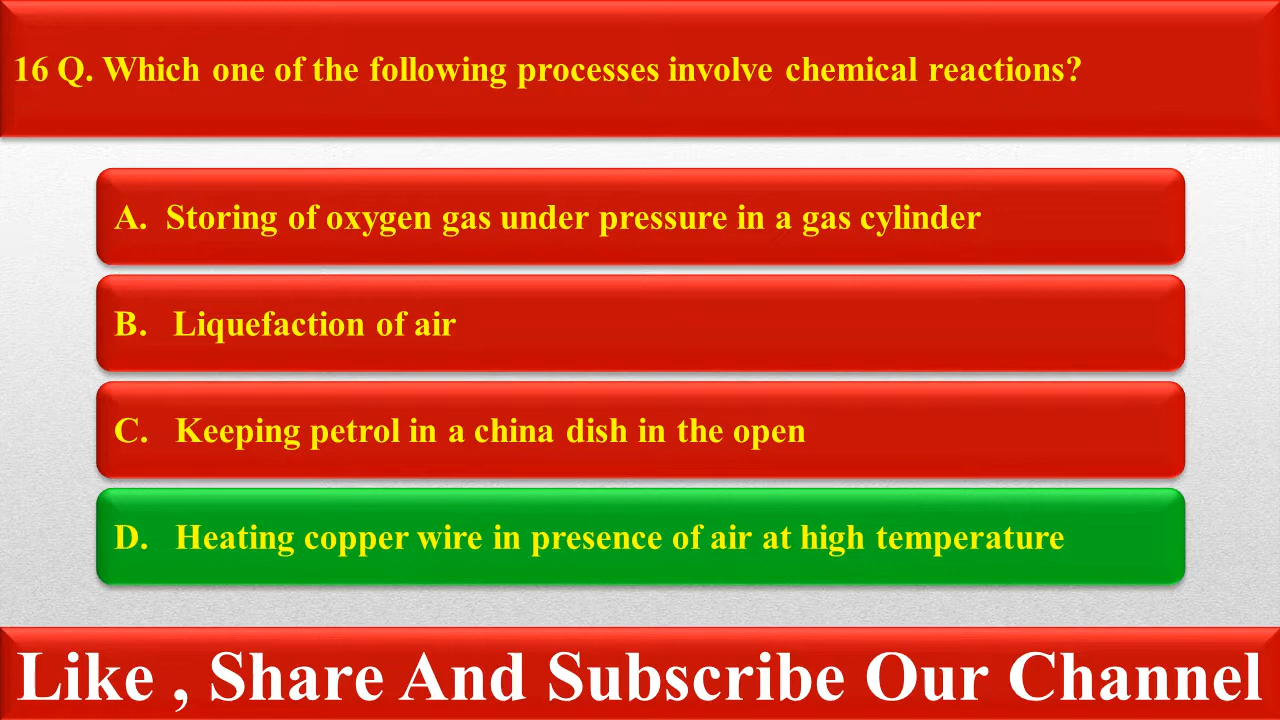 16 Q. Which one of the following processes involve chemical reactions?
A. Storing of oxygen gas under pressure in a gas cylinder
B. Liquefaction of air
C. Keeping petrol in a china dish in the open
D. Heating copper wire in presence of air at high temperature
Like , Share And Subscribe Our Channel